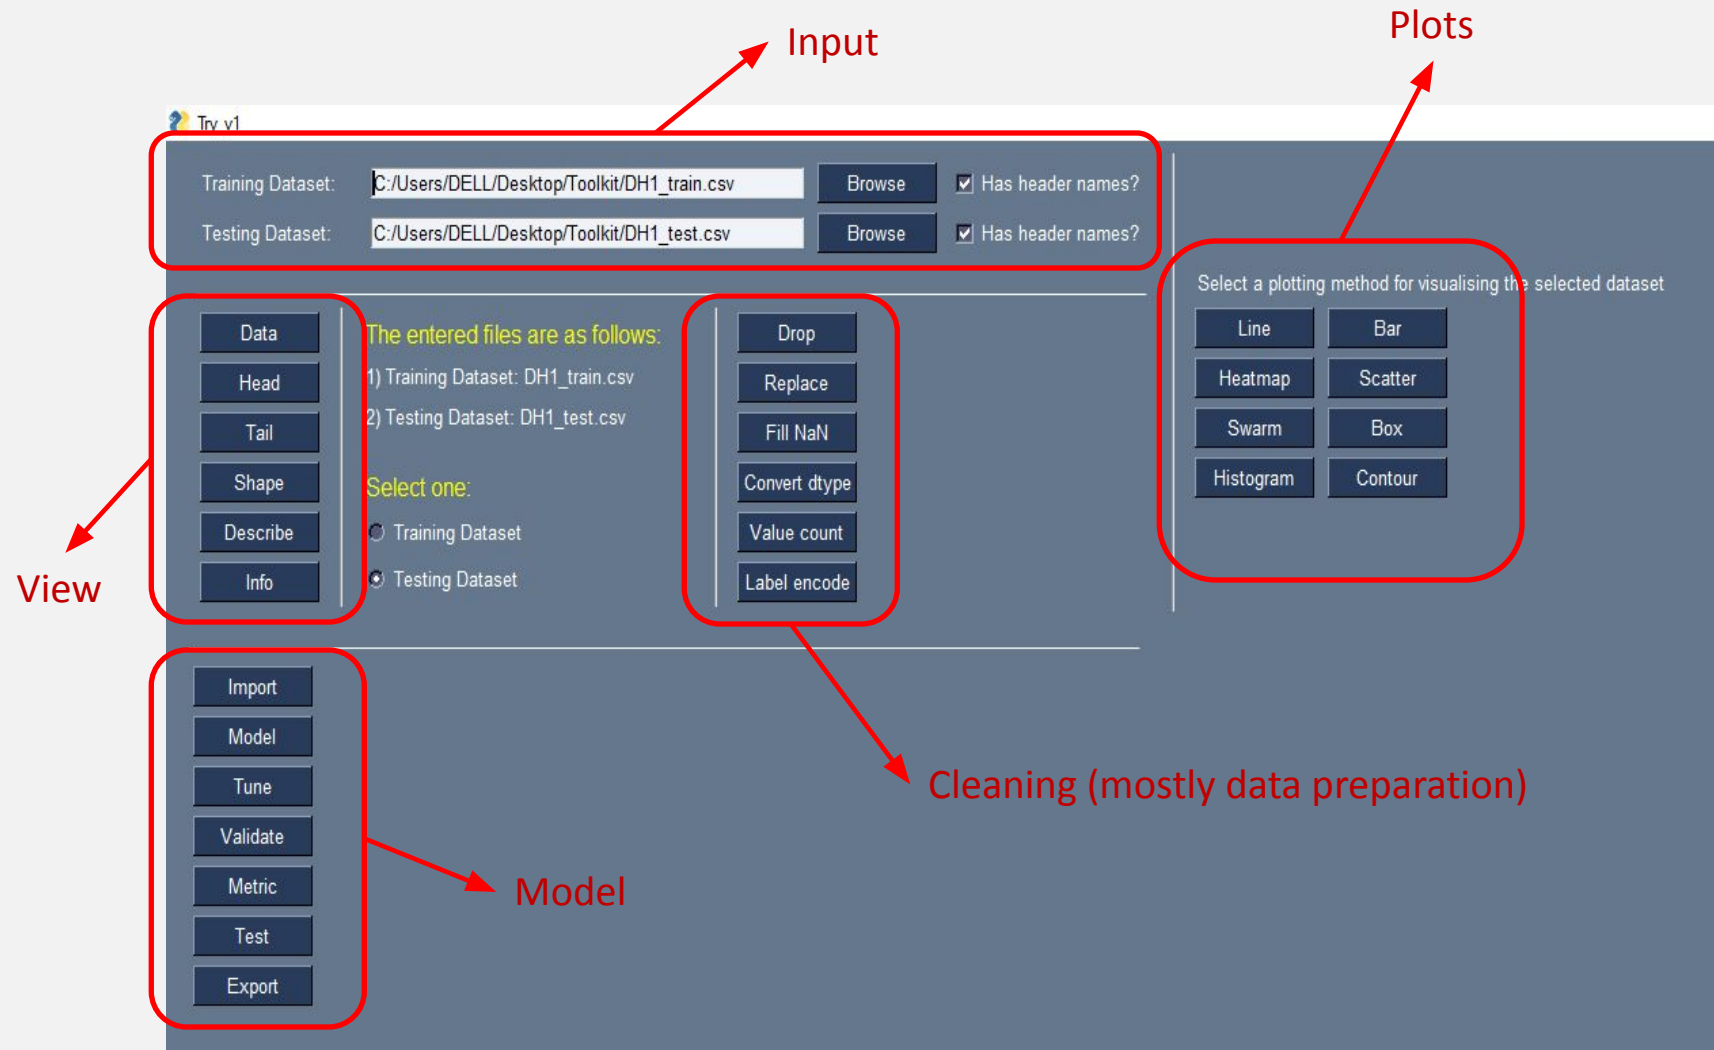 Input
Plots
Try v1
Training Dataset: C:/Users/DELL/Desktop/Toolkit/DH1_train.csv Browse Has header names?
Testing Dataset: C:/Users/DELL/Desktop/Toolkit/DH1_test.csv Browse Has header names?
Data
Head
Tail
Shape
Describe
Info
View
The entered files are as follows:
1) Training Dataset: DH1_train.csv
2) Testing Dataset: DH1_test.csv
Select one:
Training Dataset
Testing Dataset
Drop
Replace
Fill NaN
Convert dtype
Value count
Label encode
Cleaning (mostly data preparation)
Select a plotting method for visualising the selected dataset
Line Bar
Heatmap Scatter
Swarm Box
Histogram Contour
Import
Model
Tune
Validate
Metric
Test
Export
Model